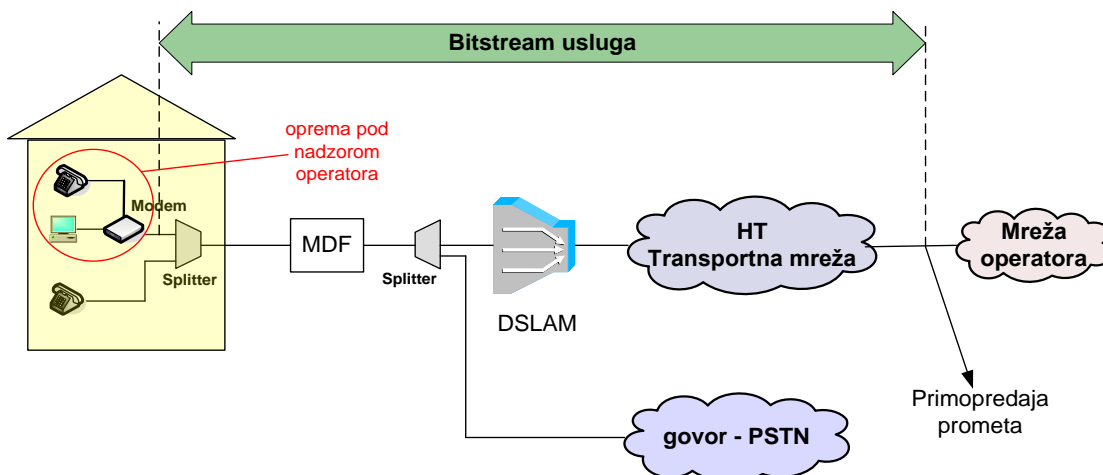 Bitstream usluga
oprema pod
nadzorom
operatora
Modem
Splitter
MDF
Splitter
DSLAM
HT
Transportna mreža
Mreža
operatora
govor - PSTN
Primopredaja
prometa